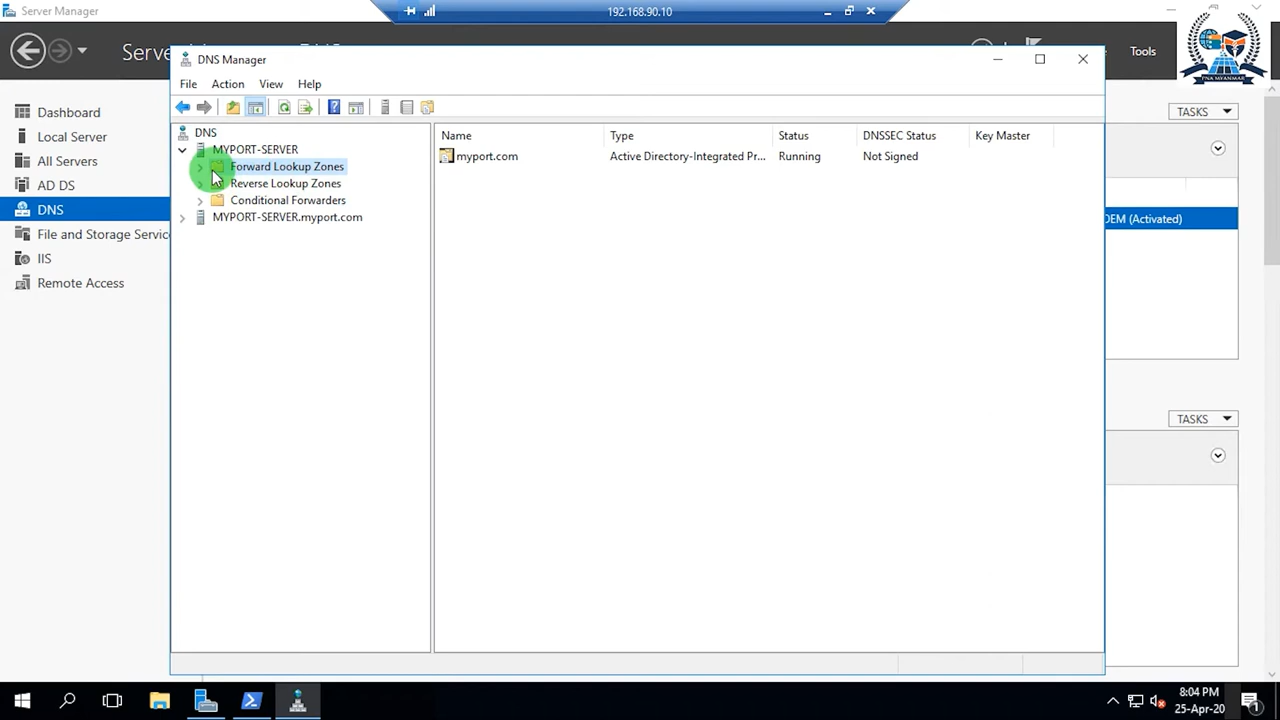 Server Manager
192.168.90.10
Tools
PNA MYANMAR
DNS Manager
File Action View Help
Dashboard
Local Server
All Servers
AD DS
DNS
File and Storage Servic
IIS
Remote Access
DNS
MYPORT-SERVER
Forward Lookup Zones
Reverse Lookup Zones
Conditional Forwarders
MYPORT-SERVER.myport.com
Name Type Status DNSSEC Status Key Master
myport.com Active Directory-Integrated Pr... Running Not Signed
TASKS
OEM (Activated)
TASKS
8:04 PM
25-Apr-20
1